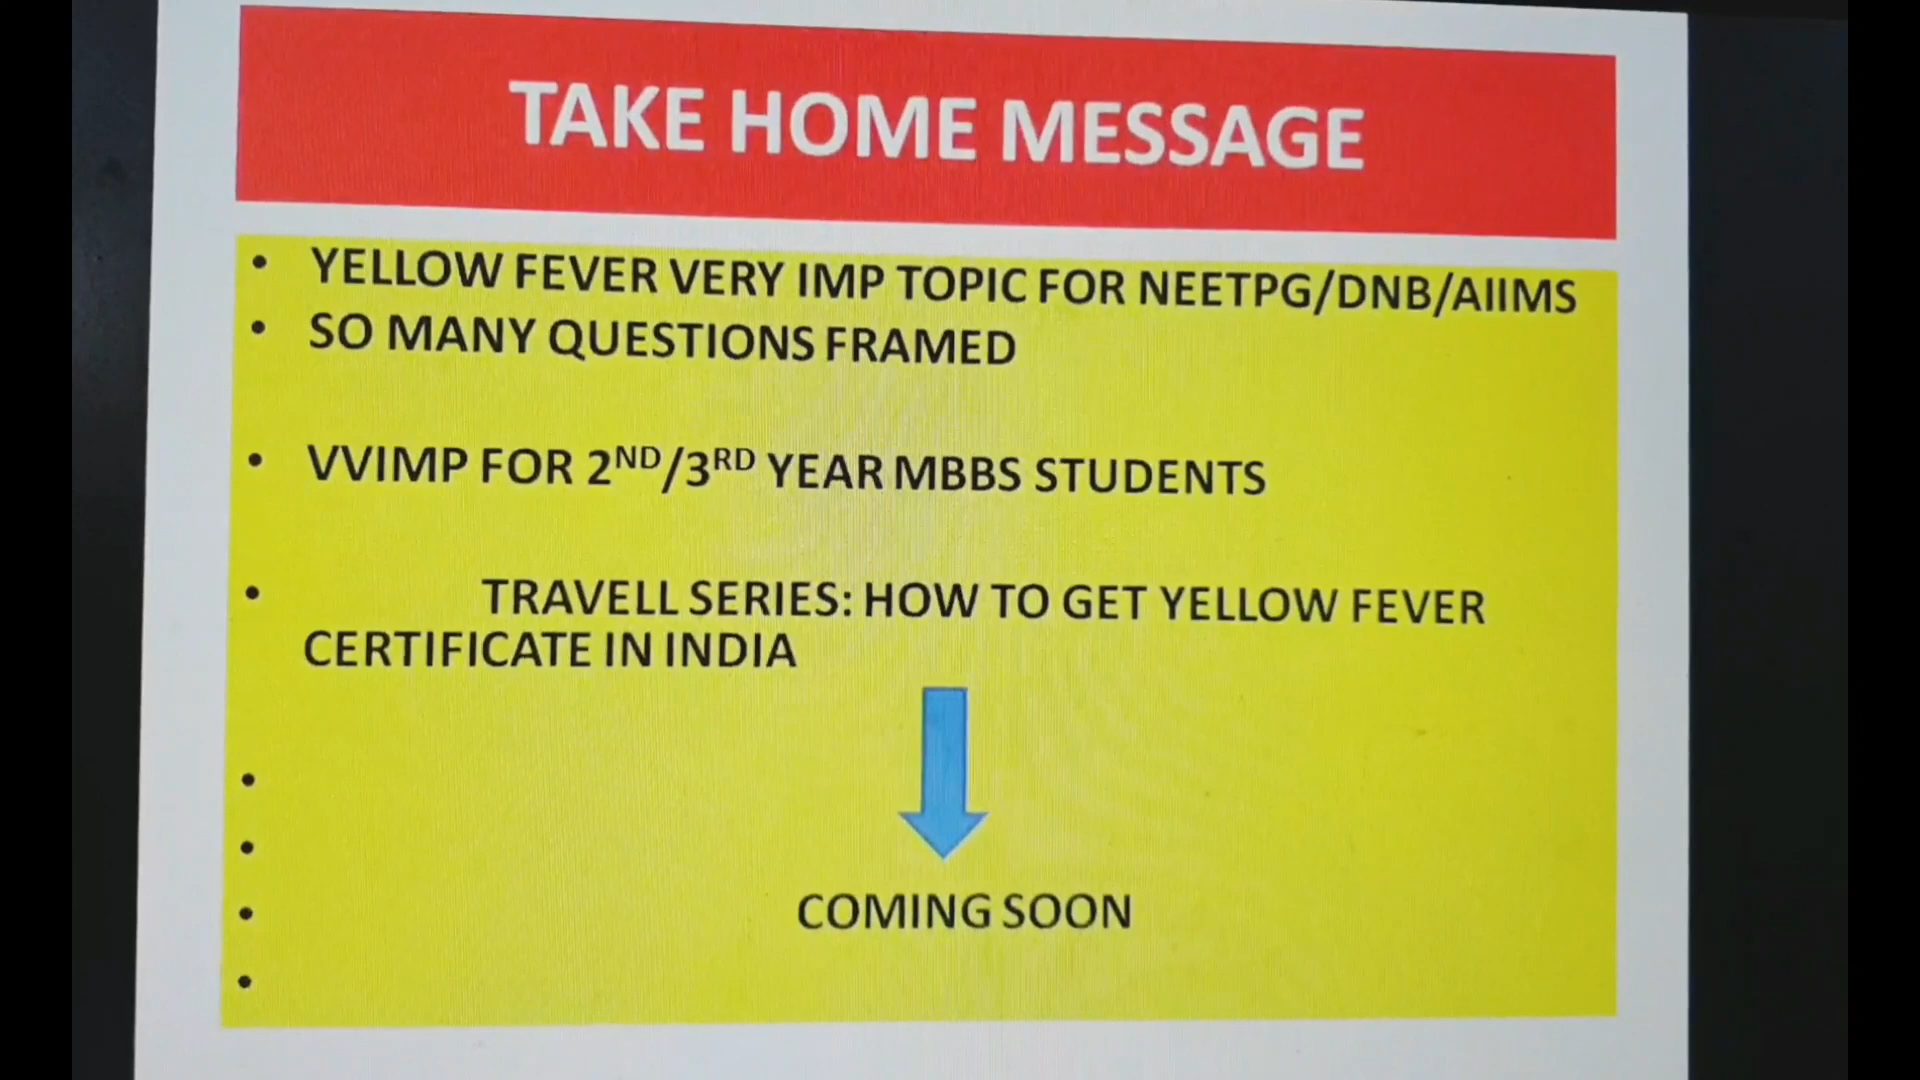 TAKE HOME MESSAGE
• YELLOW FEVER VERY IMP TOPIC FOR NEETPG/DNB/AIIMS
• SO MANY QUESTIONS FRAMED
• VVIMP FOR 2ND/3RD YEAR MBBS STUDENTS
• TRAVELL SERIES: HOW TO GET YELLOW FEVER
CERTIFICATE IN INDIA
•
•
• COMING SOON
•